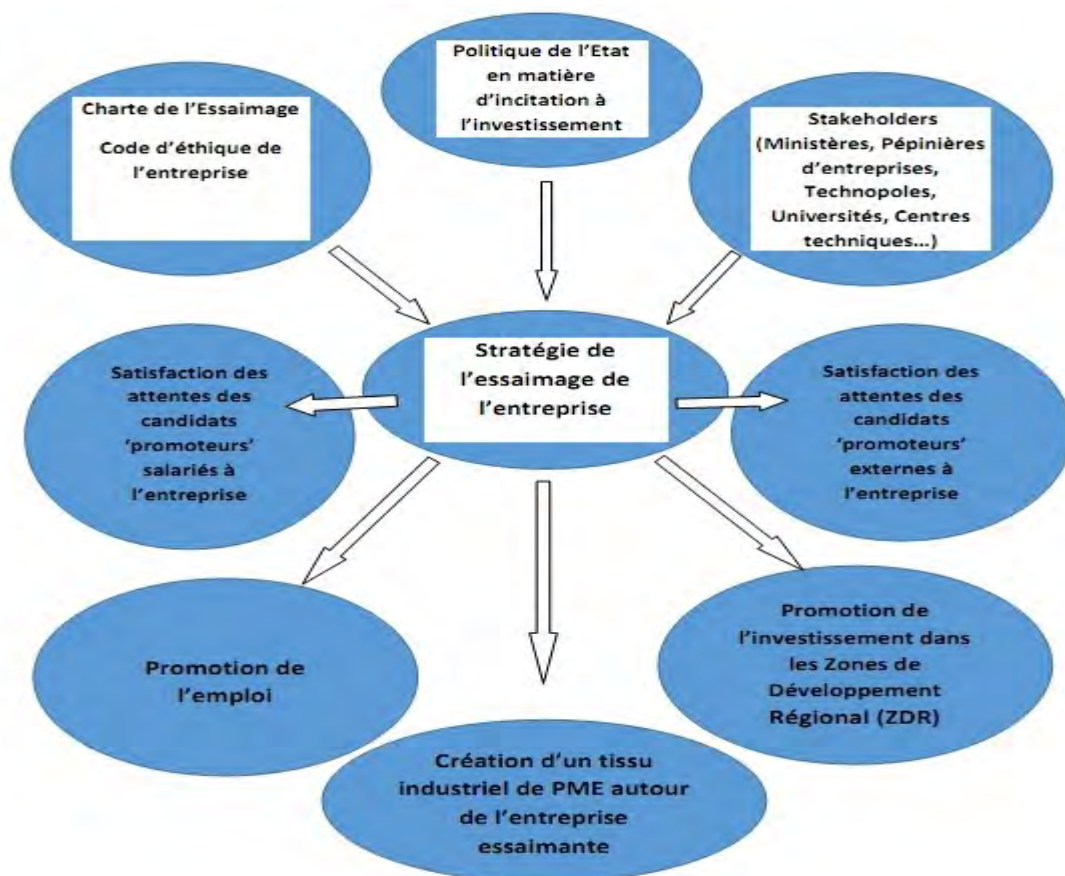 Politique de l'Etat
en matière
d'incitation à
l'investissement
Charte de l'Essaimage
Code d'éthique de
l'entreprise
Stakeholders
(Ministères, Pépinières
d'entreprises,
Technopoles,
Universités, Centres
techniques...)
Stratégie de
l'essaimage de
l'entreprise
Satisfaction des
attentes des
candidats
'promoteurs'
salariés à
l'entreprise
Satisfaction des
attentes des
candidats
'promoteurs'
externes à
l'entreprise
Promotion de
l'emploi
Promotion de
l'investissement dans
les Zones de
Développement
Régional (ZDR)
Création d'un tissu
industriel de PME autour
de l'entreprise
essaimante